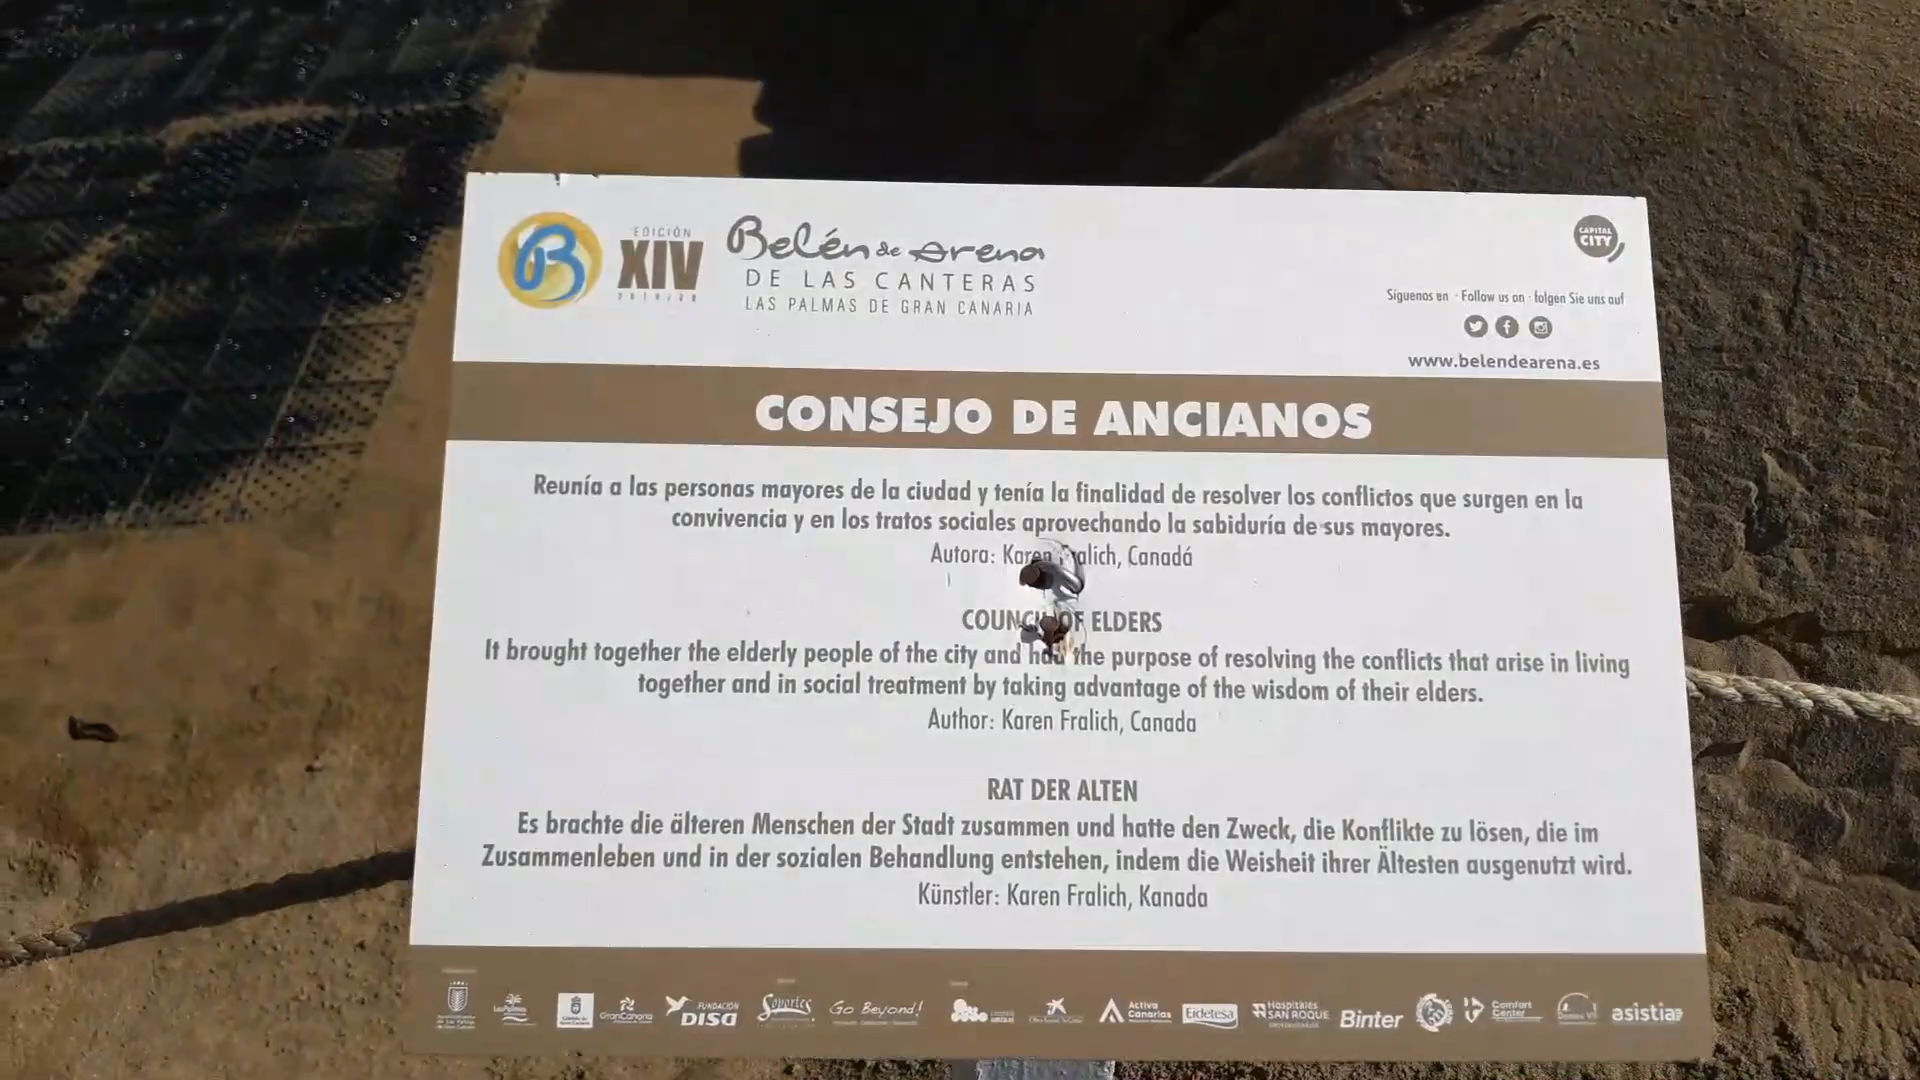 EDICIÓN
XIV
Belén de Arena
DE LAS CANTERAS
LAS PALMAS DE GRAN CANARIA
CAPITAL
CITY
Síguenos en · Follow us on · folgen Sie uns auf
www.belendearena.es
CONSEJO DE ANCIANOS
Reunía a las personas mayores de la ciudad y tenía la finalidad de resolver los conflictos que surgen en la
convivencia y en los tratos sociales aprovechando la sabiduría de sus mayores.
Autora: Karen Fralich, Canadá
COUNCIL OF ELDERS
It brought together the elderly people of the city and had the purpose of resolving the conflicts that arise in living
together and in social treatment by taking advantage of the wisdom of their elders.
Author: Karen Fralich, Canada
RAT DER ALTEN
Es brachte die älteren Menschen der Stadt zusammen und hatte den Zweck, die Konflikte zu lösen, die im
Zusammenleben und in der sozialen Behandlung entstehen, indem die Weisheit ihrer Ältesten ausgenutzt wird.
Künstler: Karen Fralich, Kanada
GranCanaria
FUNDACIÓN
DISA
Soportes
Go Beyond!
Activa
Canarias
Eidetesa
Hospitales
SAN ROQUE
Binter
Comfort
Center
asistia